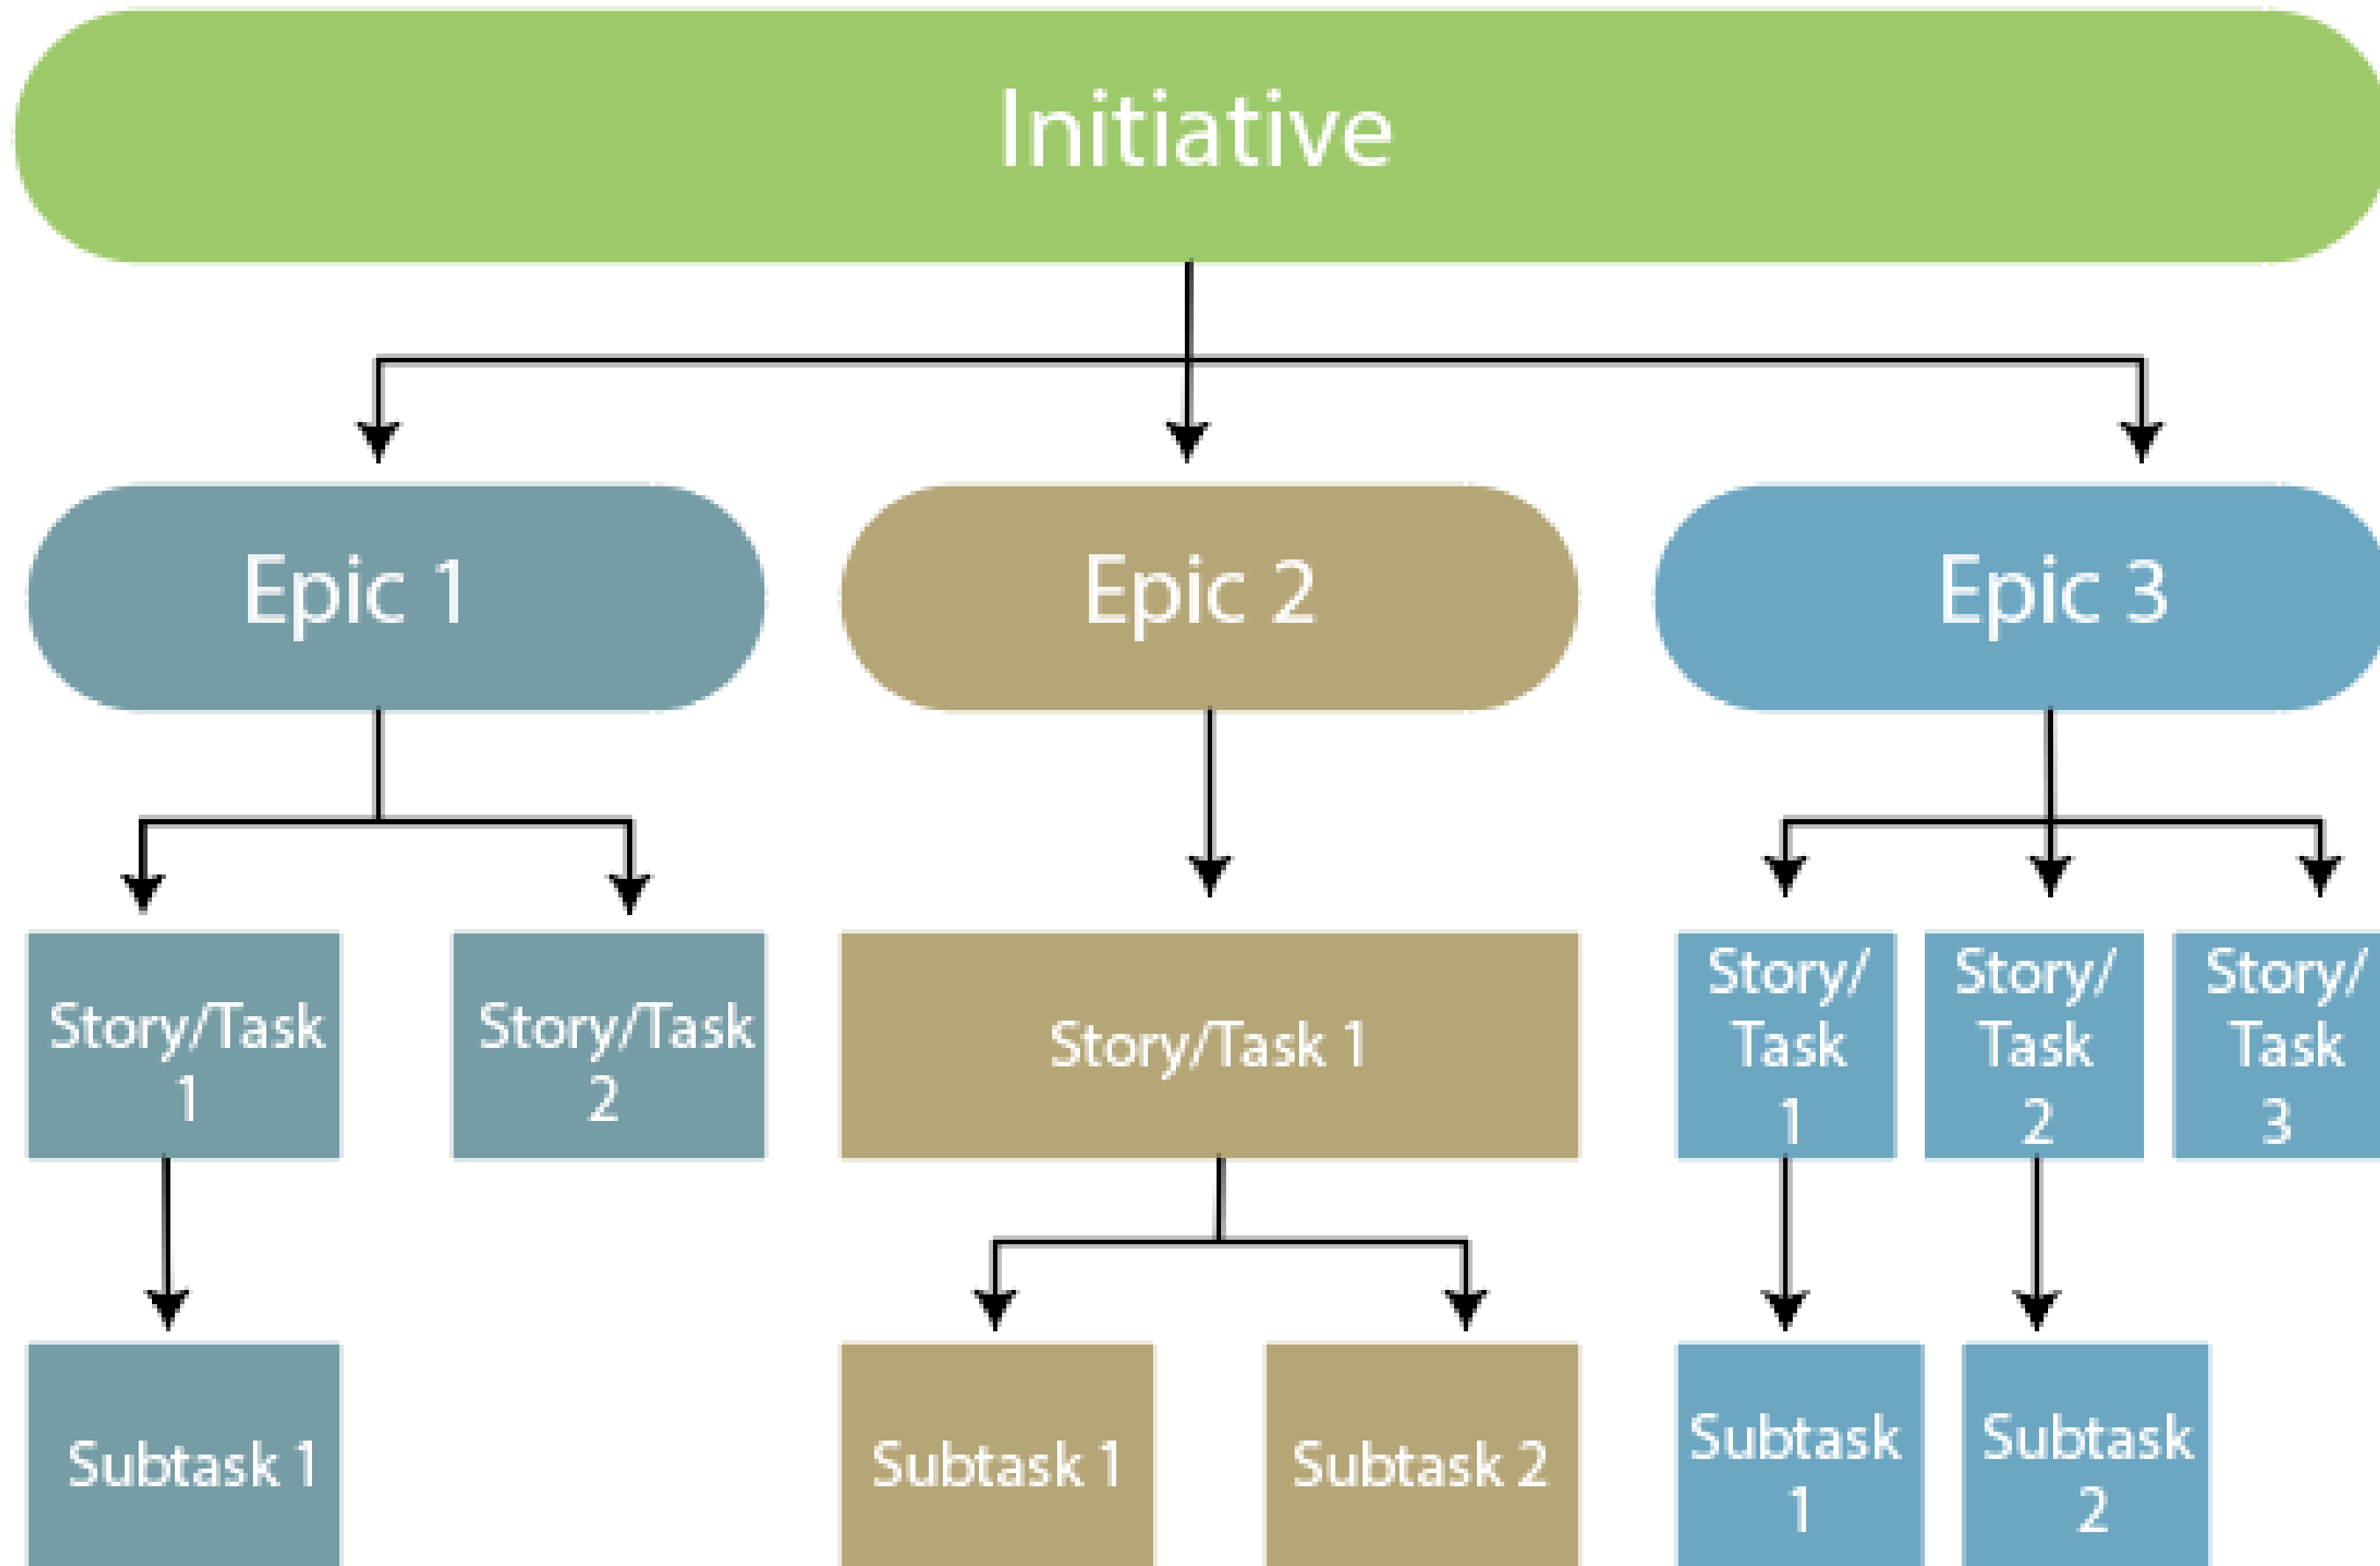 Initiative
Epic 1
Epic 2
Epic 3
Story/Task
1
Story/Task
2
Story/Task 1
Story/
Task
1
Story/
Task
2
Story/
Task
3
Subtask 1
Subtask 1
Subtask 2
Subtask
1
Subtask
2